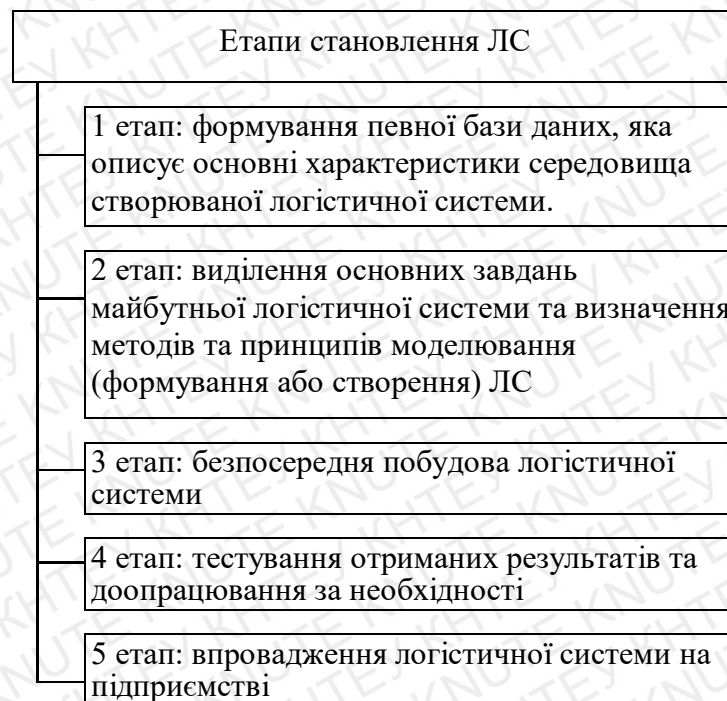 Етапи становлення ЛС
1 етап: формування певної бази даних, яка
описує основні характеристики середовища
створюваної логістичної системи.
2 етап: виділення основних завдань
майбутньої логістичної системи та визначення
методів та принципів моделювання
(формування або створення) ЛС
3 етап: безпосередня побудова логістичної
системи
4 етап: тестування отриманих результатів та
доопрацювання за необхідності
5 етап: впровадження логістичної системи на
підприємстві